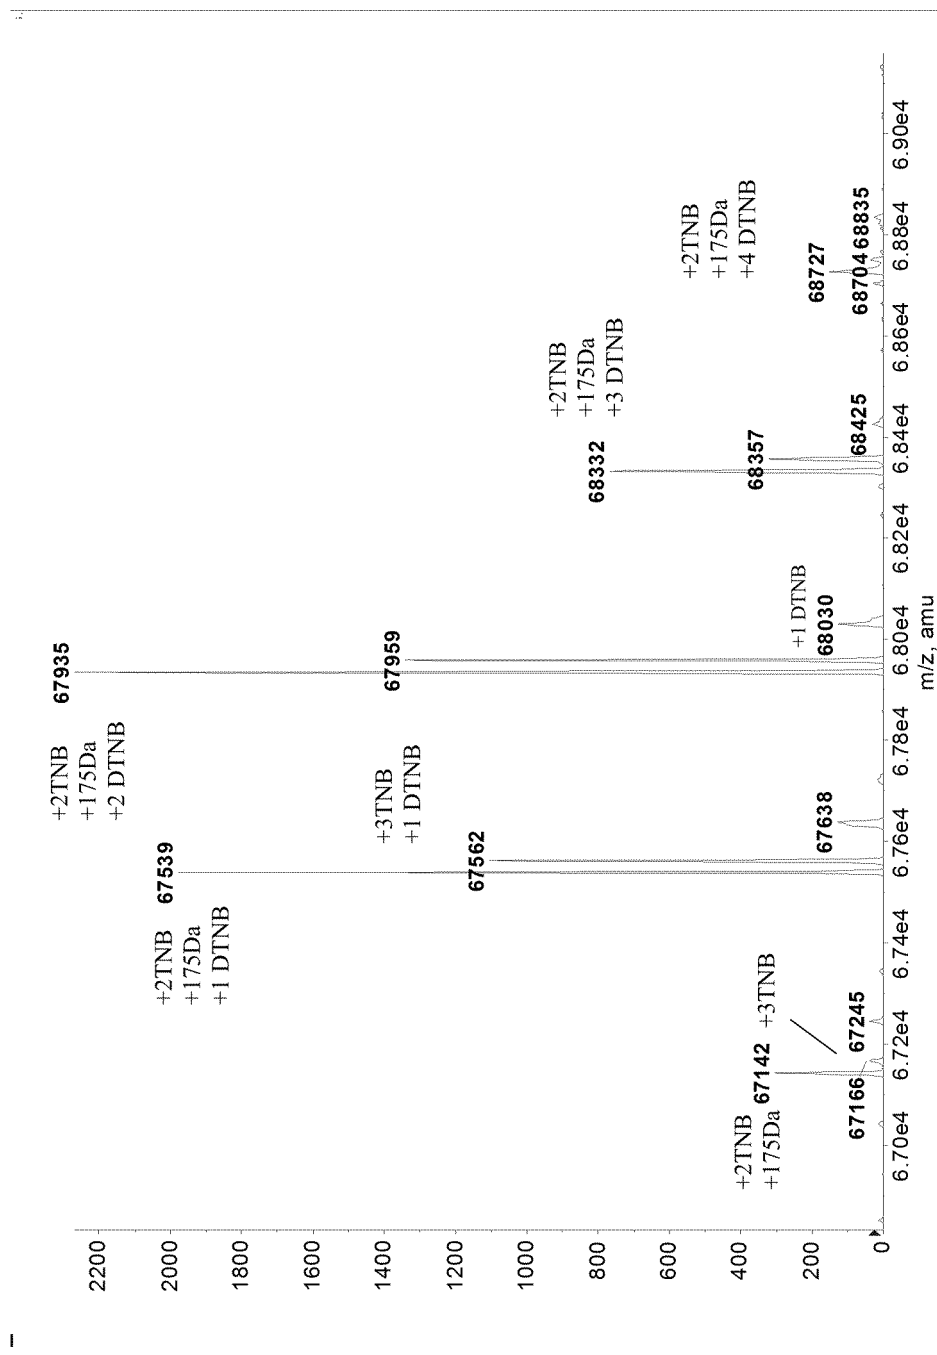 2200
2000
1800
1600
1400
1200
1000
800
600
400
200
0
6.70e4
6.72e4
6.74e4
6.76e4
6.78e4
6.80e4
6.82e4
6.84e4
6.86e4
6.88e4
6.90e4
m/z, amu
+2TNB
+175Da
67142
67166
+3TNB
67245
+2TNB
+175Da
+1 DTNB
67539
67562
+3TNB
+1 DTNB
67638
+2TNB
+175Da
+2 DTNB
67935
67959
+1 DTNB
68030
+2TNB
+175Da
+3 DTNB
68332
68357
68425
+2TNB
+175Da
+4 DTNB
68727
68704
68835